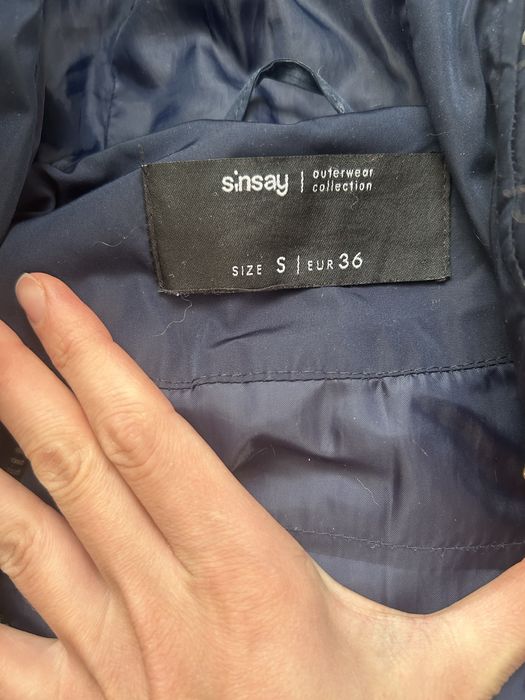 sinsay | outerwear
collection
SIZE S | EUR 36